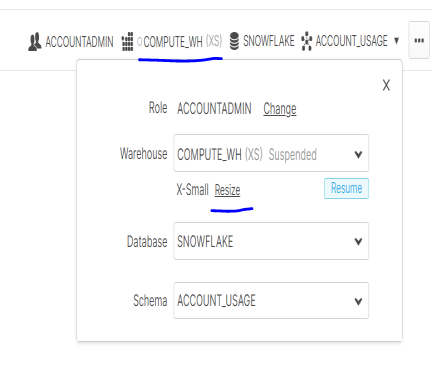 ACCOUNTADMIN COMPUTE_WH (XS) SNOWFLAKE ACCOUNT_USAGE
X
Role ACCOUNTADMIN Change
Warehouse COMPUTE_WH (XS) Suspended
X-Small Resize Resume
Database SNOWFLAKE
Schema ACCOUNT_USAGE